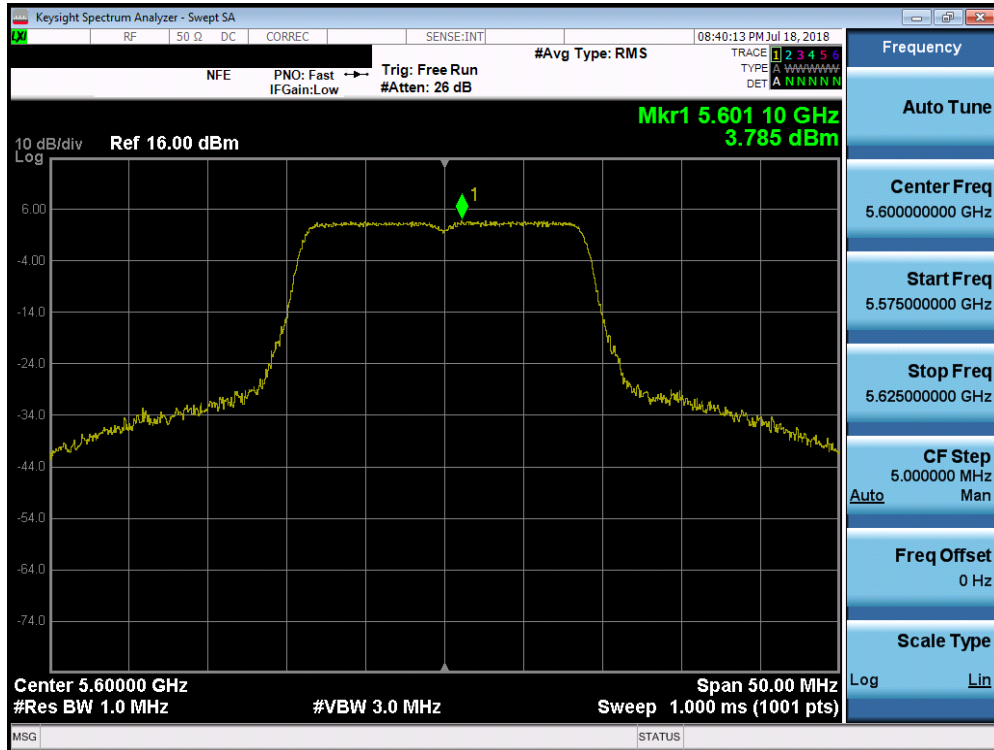 Keysight Spectrum Analyzer - Swept SA
LXI RF 50 Ω DC CORREC SENSE:INT 08:40:13 PM Jul 18, 2018
#Avg Type: RMS TRACE 1 2 3 4 5 6
NFE PNO: Fast Trig: Free Run TYPE A WWWWW
IFGain:Low #Atten: 26 dB DET A N N N N N
Mkr1 5.601 10 GHz
3.785 dBm
10 dB/div Ref 16.00 dBm
Log
1
6.00
-4.00
-14.0
-24.0
-34.0
-44.0
-54.0
-64.0
-74.0
Center 5.60000 GHz Span 50.00 MHz
#Res BW 1.0 MHz #VBW 3.0 MHz Sweep 1.000 ms (1001 pts)
MSG STATUS
Frequency
Auto Tune
Center Freq
5.600000000 GHz
Start Freq
5.575000000 GHz
Stop Freq
5.625000000 GHz
CF Step
5.000000 MHz
Auto Man
Freq Offset
0 Hz
Scale Type
Log Lin